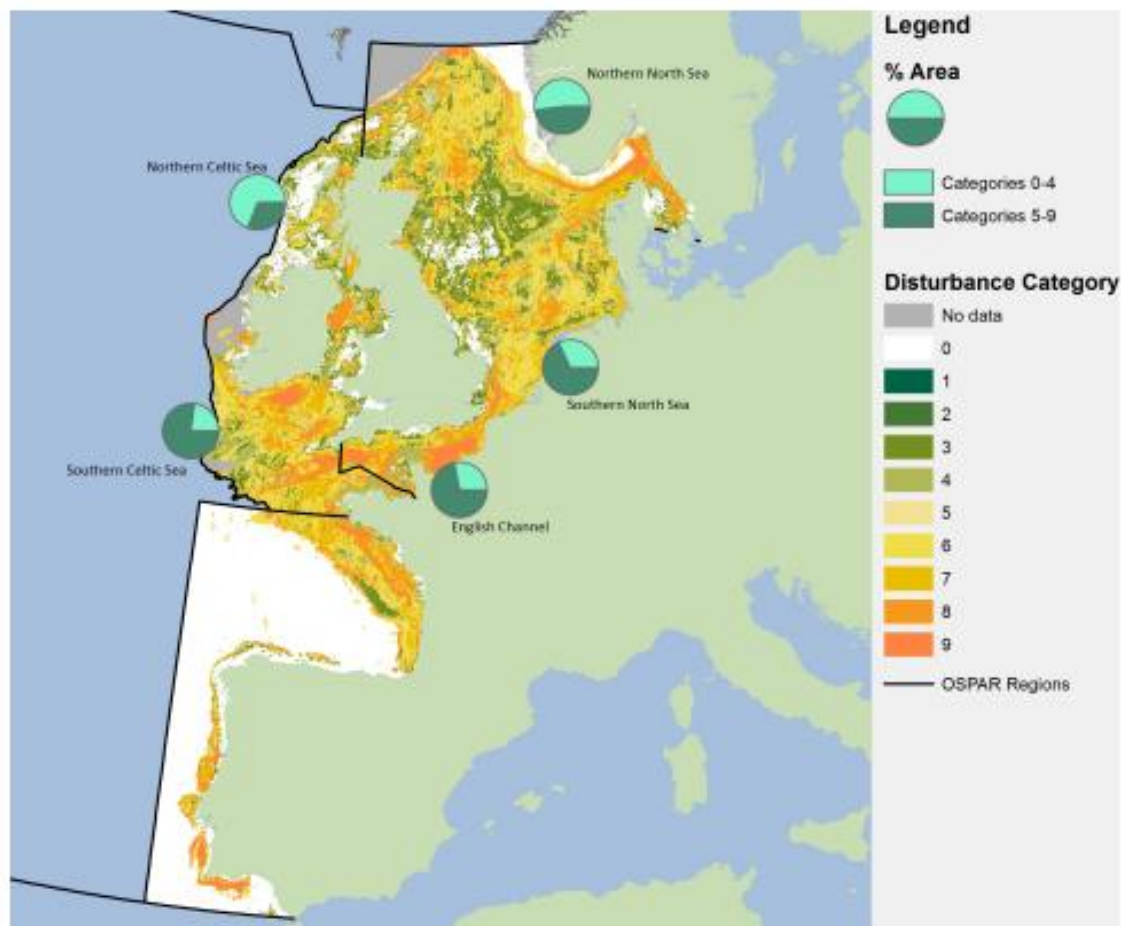 Northern North Sea
Northern Celtic Sea
Southern North Sea
Southern Celtic Sea
English Channel
Legend
% Area
Categories 0-4
Categories 5-9
Disturbance Category
No data
0
1
2
3
4
5
6
7
8
9
OSPAR Regions